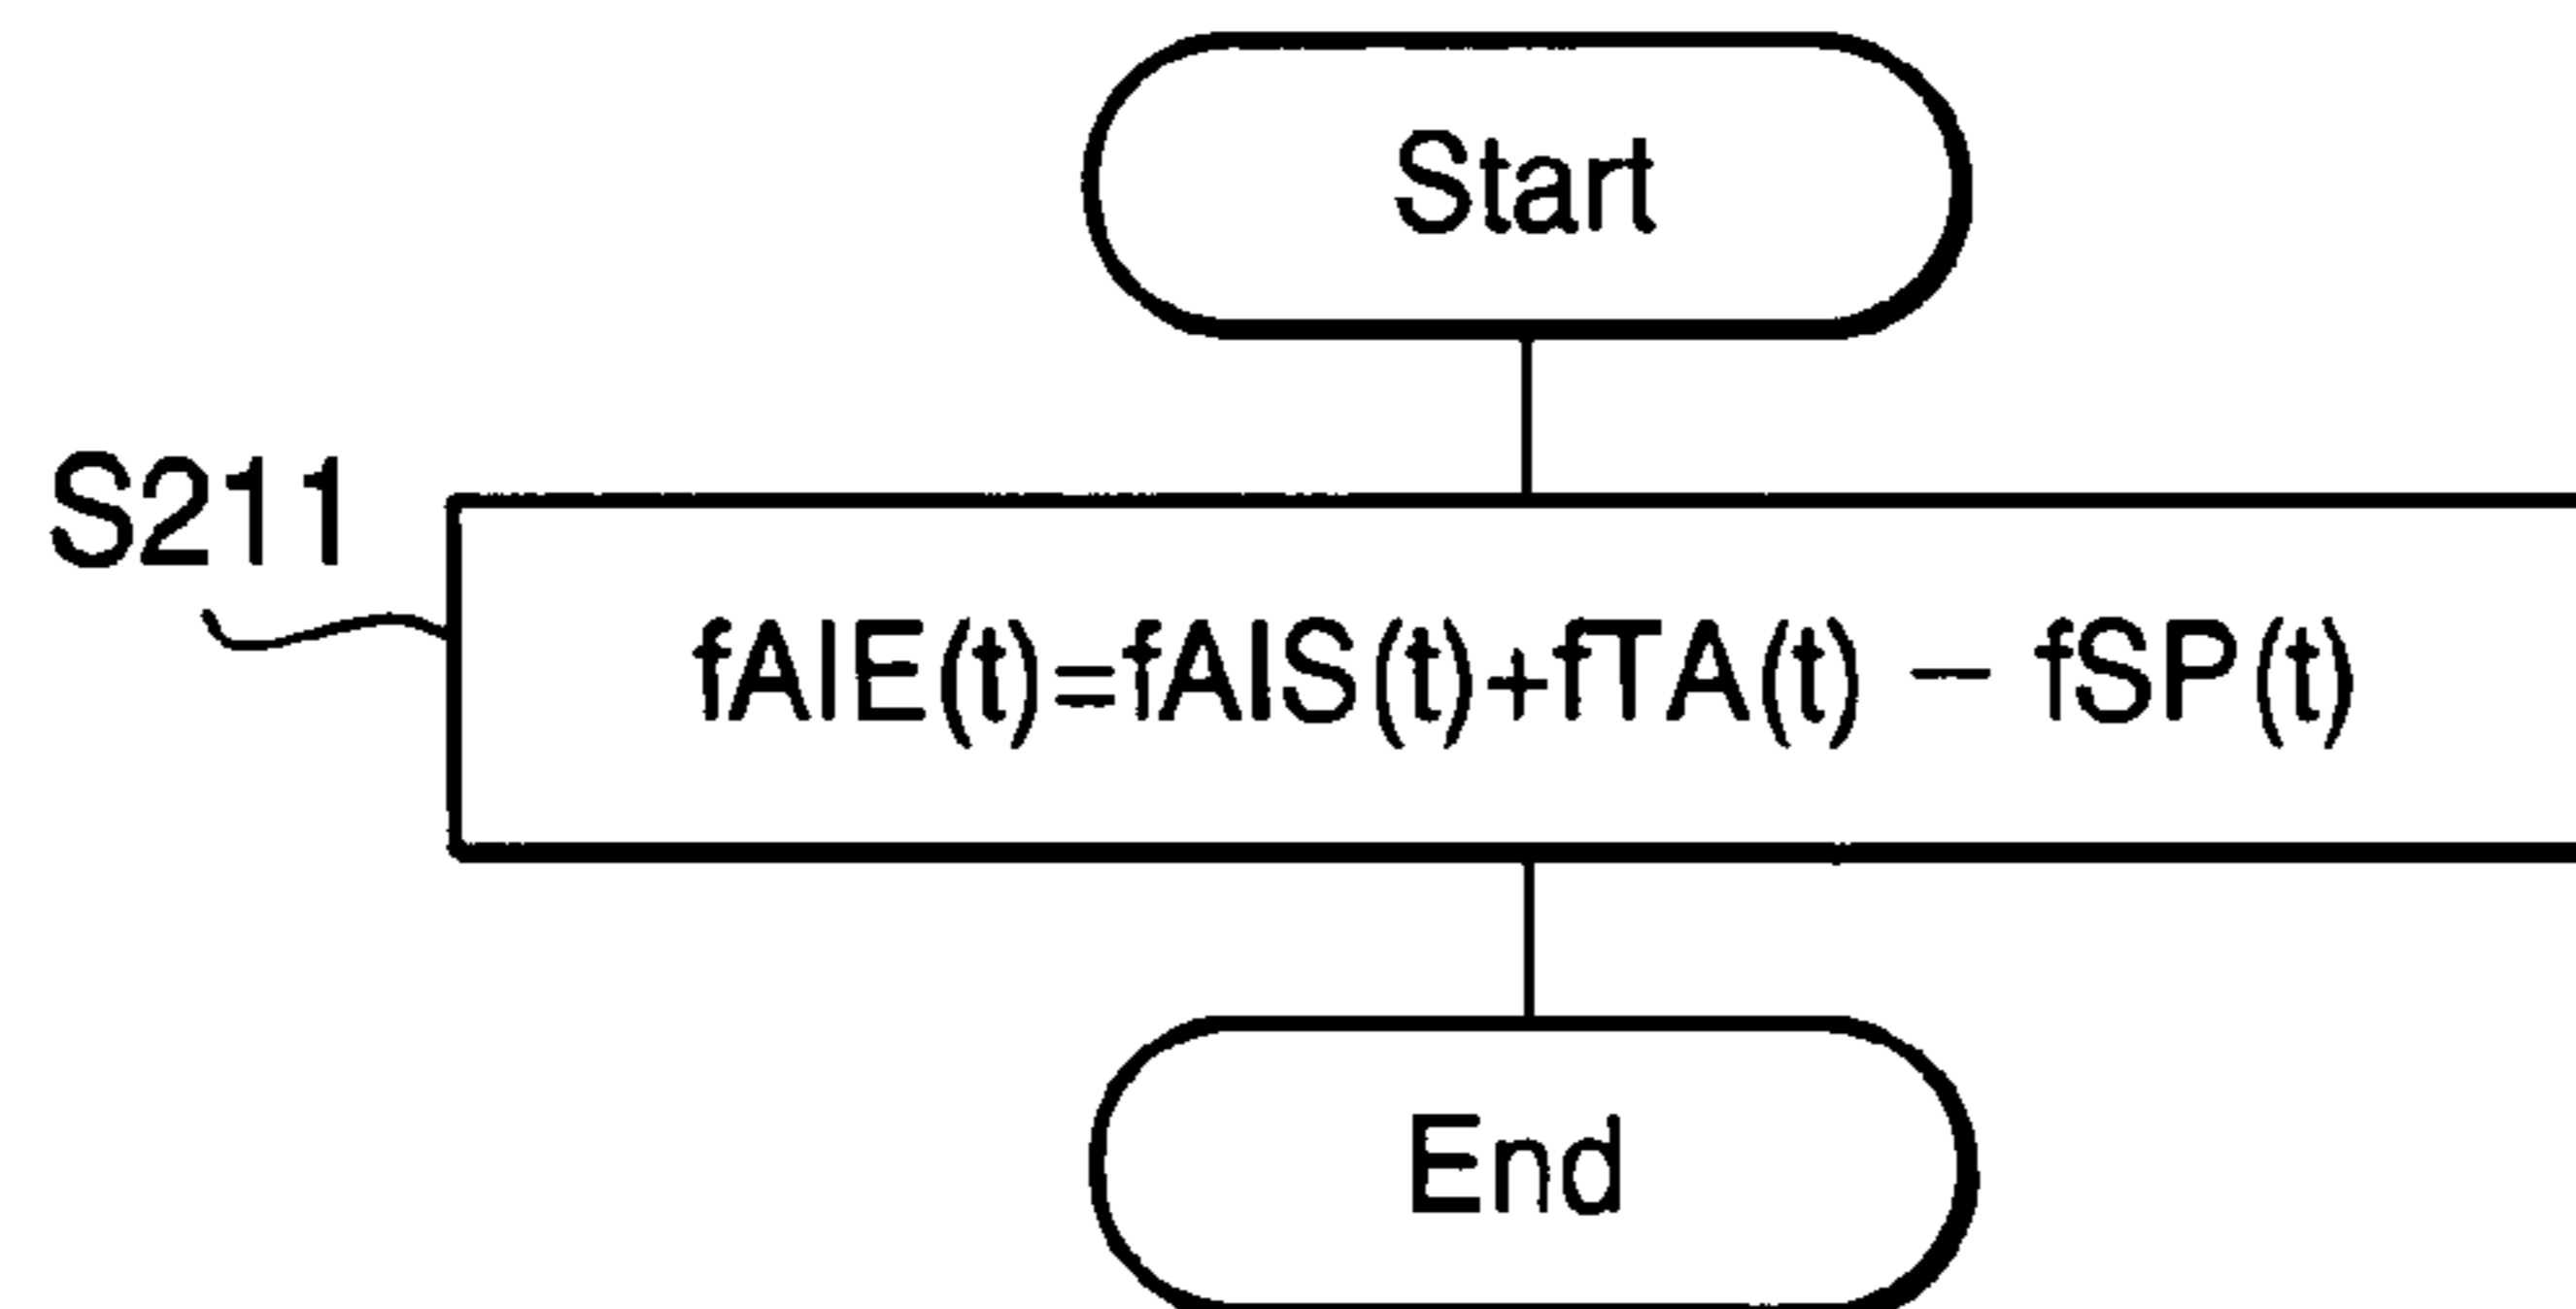 Start
S211
fAIE(t)=fAIS(t)+fTA(t) – fSP(t)
End